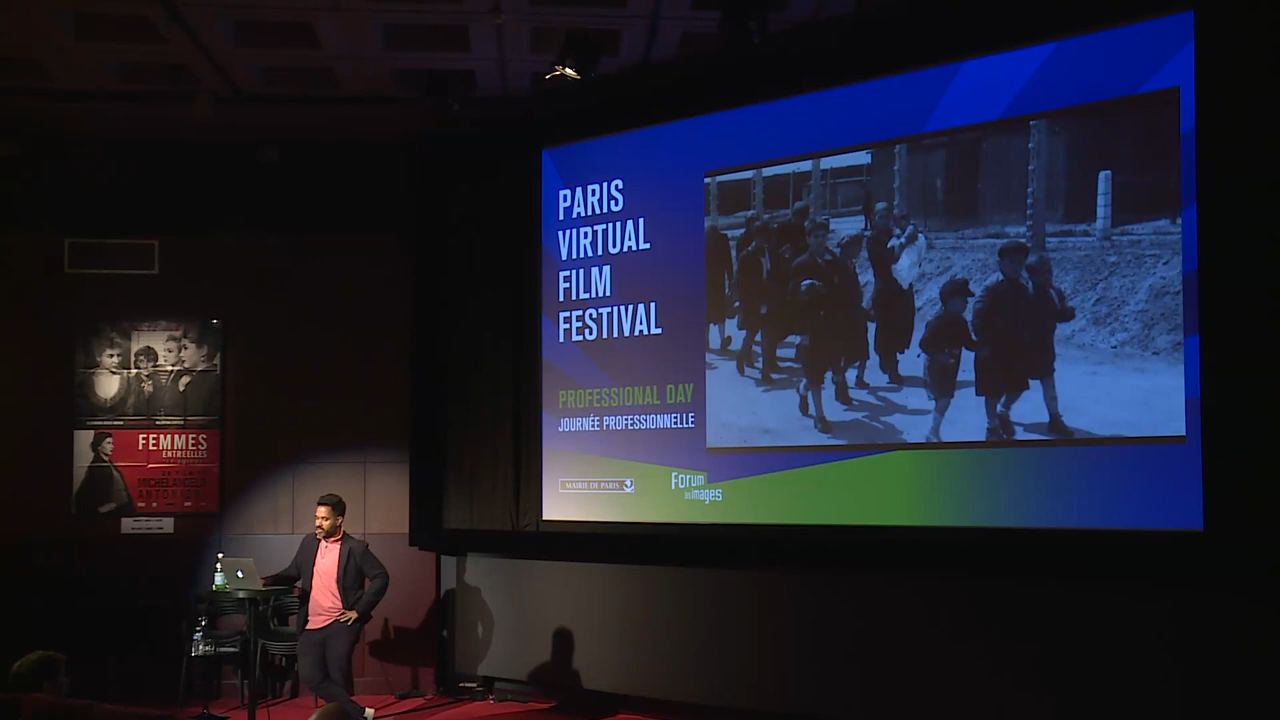 PARIS
VIRTUAL
FILM
FESTIVAL
PROFESSIONAL DAY
JOURNÉE PROFESSIONNELLE
MAIRIE DE PARIS
Forum
des images
FEMMES
ENTRE ELLES
MICHELANGELO
ANTONIONI